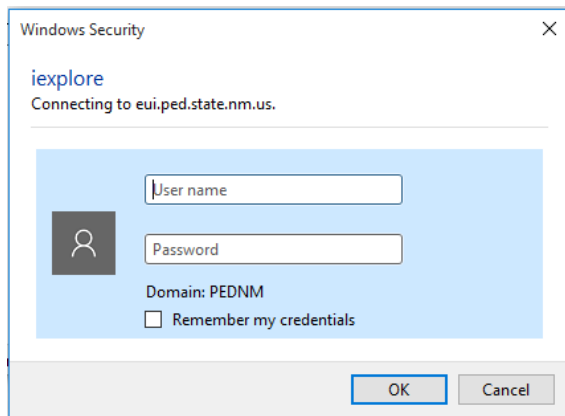 Windows Security
iexplore
Connecting to eui.ped.state.nm.us.
User name
Password
Domain: PEDNM
Remember my credentials
OK Cancel